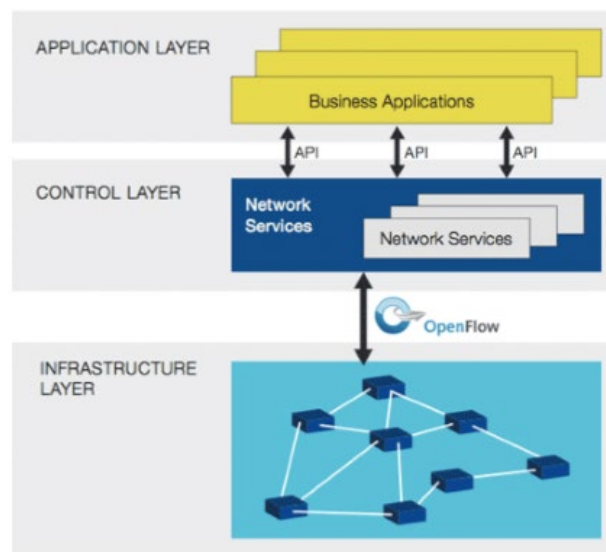 APPLICATION LAYER
Business Applications
API
API
API
CONTROL LAYER
Network
Services
Network Services
OpenFlow
INFRASTRUCTURE
LAYER